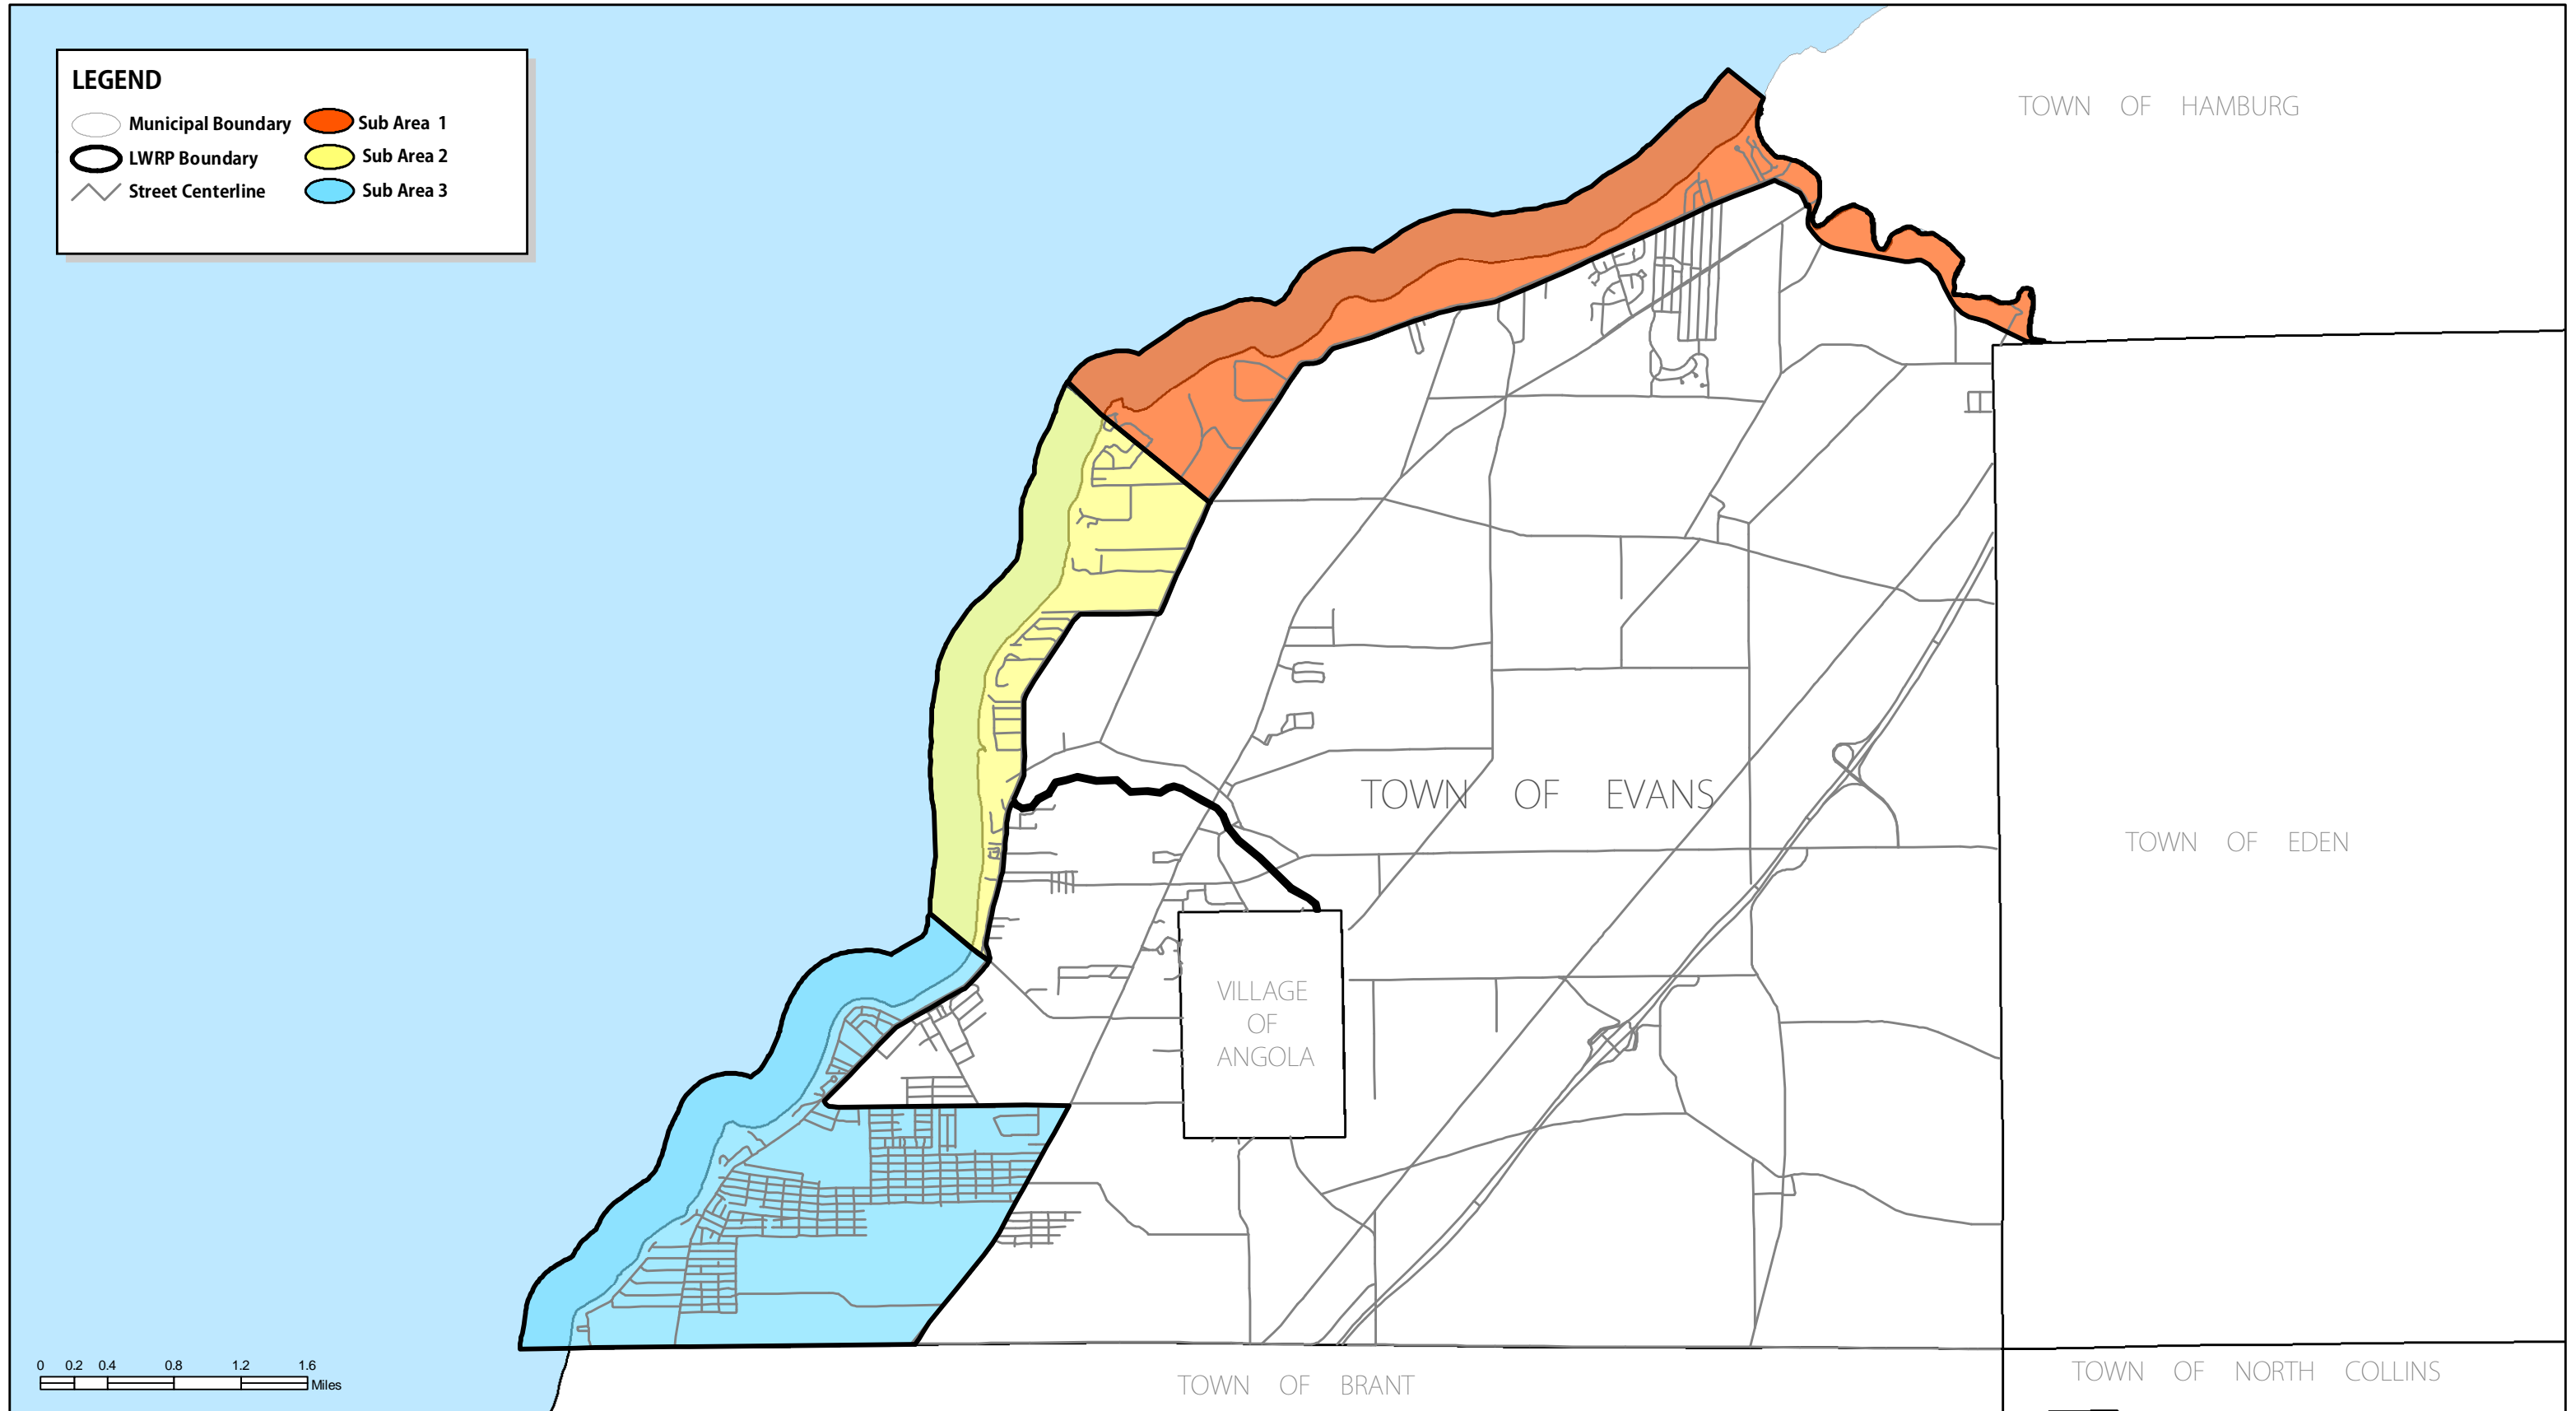 LEGEND
Municipal Boundary
LWRP Boundary
Street Centerline
Sub Area 1
Sub Area 2
Sub Area 3
TOWN OF HAMBURG
TOWN OF EVANS
TOWN OF EDEN
VILLAGE
OF
ANGOLA
0 0.2 0.4 0.8 1.2 1.6
Miles
TOWN OF BRANT
TOWN OF NORTH COLLINS